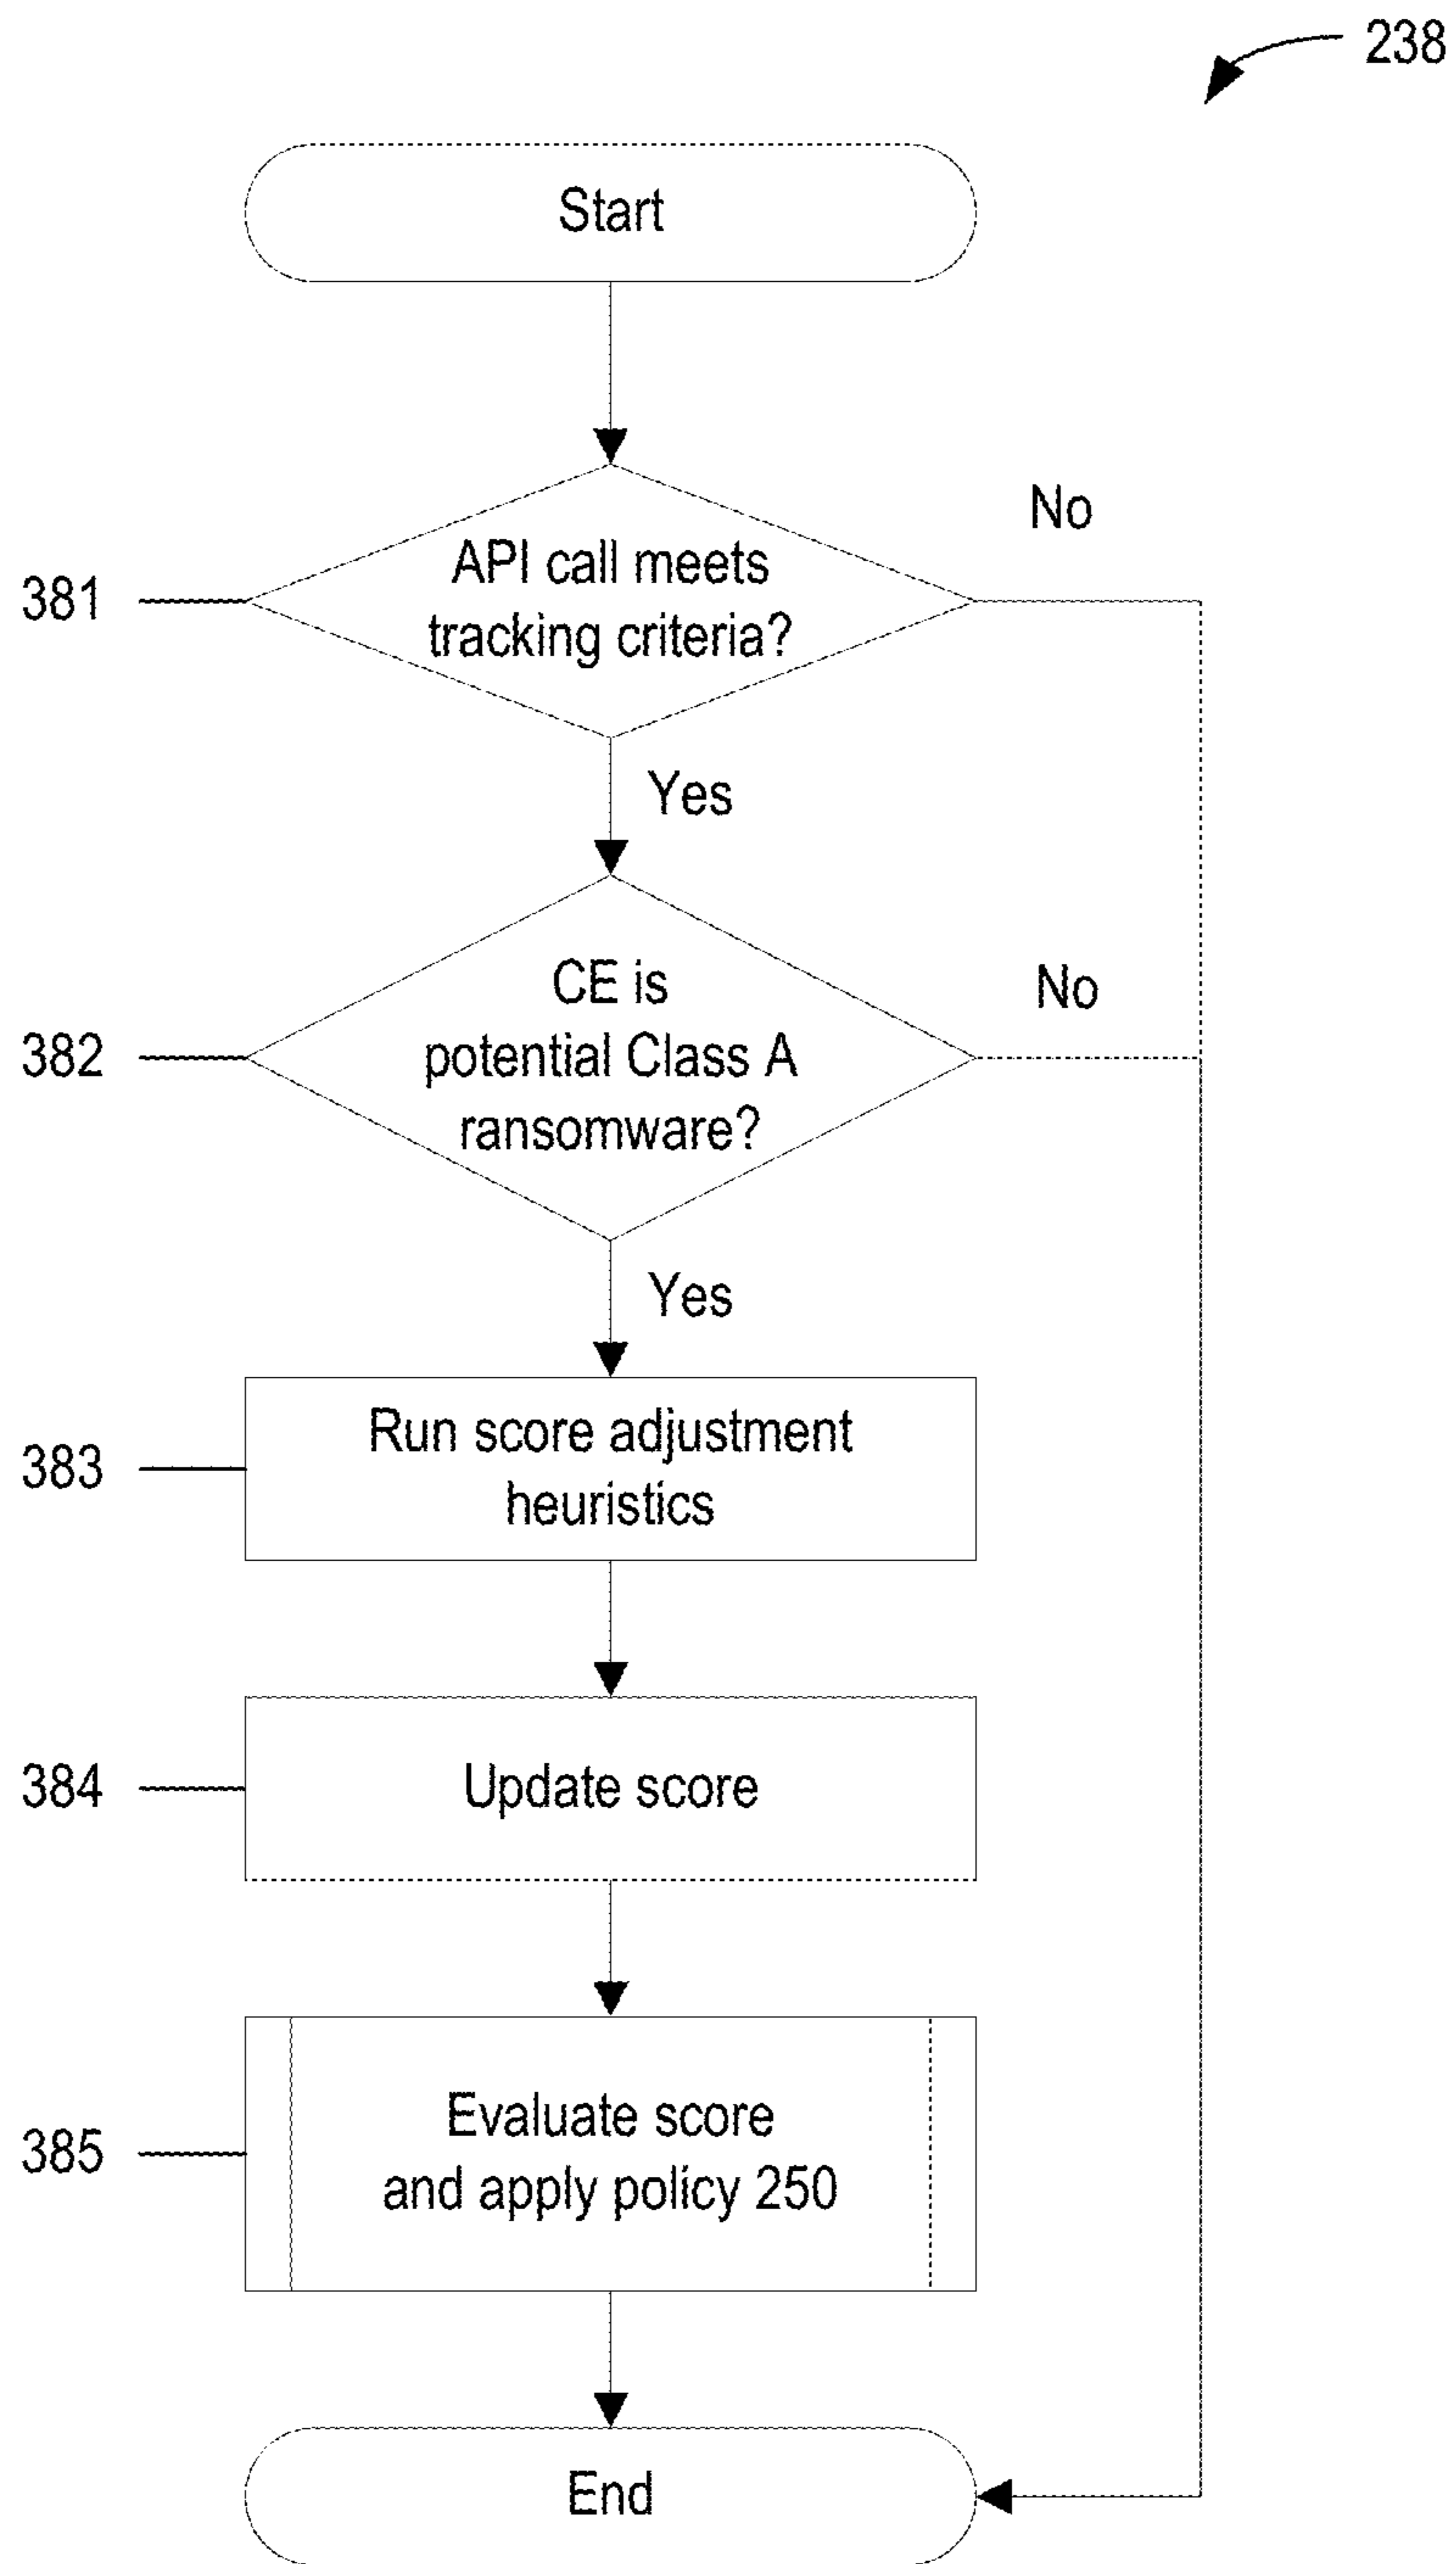 238
Start
API call meets
tracking criteria?
No
381
Yes
CE is
potential Class A
ransomware?
No
382
Yes
383
Run score adjustment
heuristics
384
Update score
385
Evaluate score
and apply policy 250
End